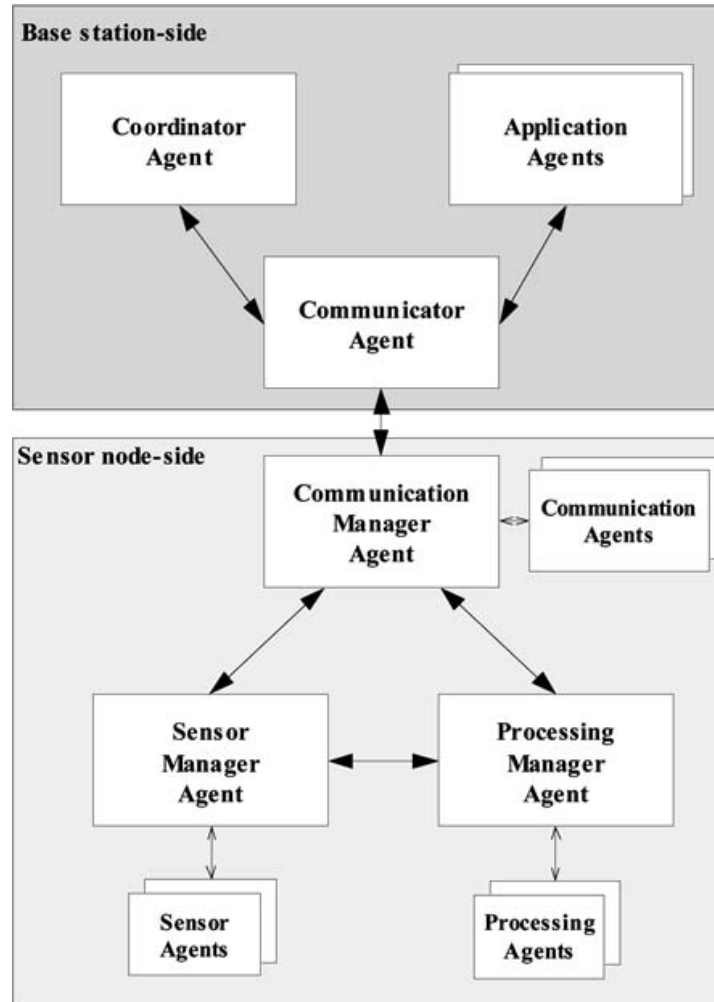 Base station-side
Coordinator
Agent
Application
Agents
Communicator
Agent
Sensor node-side
Communication
Manager
Agent
Communication
Agents
Sensor
Manager
Agent
Processing
Manager
Agent
Sensor
Agents
Processing
Agents